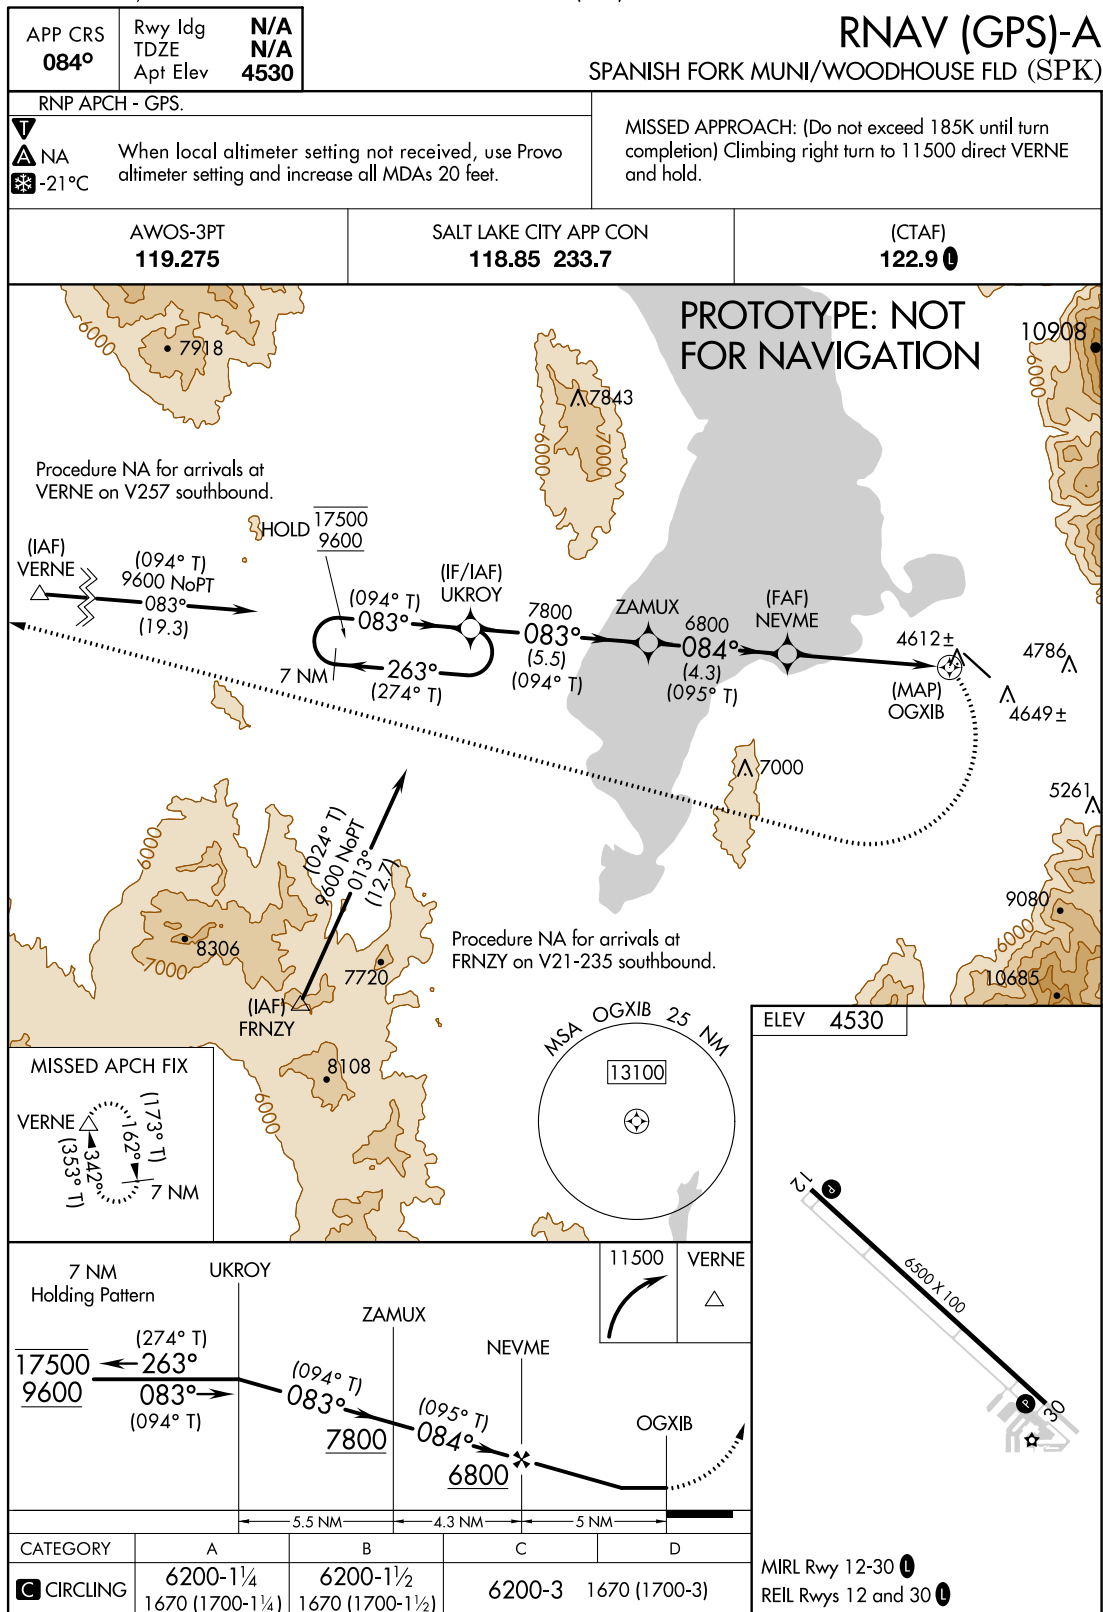 APP CRS
084°
Rwy ldg N/A
TDZE N/A
Apt Elev 4530
RNAV (GPS)-A
SPANISH FORK MUNI/WOODHOUSE FLD (SPK)
RNP APCH - GPS.
T
A NA
-21°C
When local altimeter setting not received, use Provo
altimeter setting and increase all MDAs 20 feet.
MISSED APPROACH: (Do not exceed 185K until turn
completion) Climbing right turn to 11500 direct VERNE
and hold.
AWOS-3PT
119.275
SALT LAKE CITY APP CON
118.85 233.7
(CTAF)
122.9 L
PROTOTYPE: NOT
FOR NAVIGATION
6000
7918
7843
6000
7000
10908
6000
Procedure NA for arrivals at
VERNE on V257 southbound.
(IAF)
VERNE
(094° T)
9600 NoPT
083°
(19.3)
HOLD
17500
9600
(094° T)
083°
263°
(274° T)
7 NM
(IF/IAF)
UKROY
7800
083°
(5.5)
(094° T)
ZAMUX
6800
084°
(4.3)
(095° T)
(FAF)
NEVME
4612±
4786
(MAP)
OGXIB
4649±
7000
5261
(024° T)
9600 NoPT
013°
(12.7)
6000
8306
7000
7720
9080
6000
10685
Procedure NA for arrivals at
FRNZY on V21-235 southbound.
(IAF)
FRNZY
8108
6000
MISSED APCH FIX
VERNE
(173° T)
162°
342°
(353° T)
7 NM
MSA OGXIB 25 NM
13100
ELEV 4530
12
P
6500 X 100
P
30
MIRL Rwy 12-30 L
REIL Rwys 12 and 30 L
7 NM
Holding Pattern
UKROY
ZAMUX
NEVME
OGXIB
11500
VERNE
(274° T)
263°
17500
9600
083°
(094° T)
(094° T)
083°
7800
(095° T)
084°
6800
5.5 NM
4.3 NM
5 NM
CATEGORY A B C D
C CIRCLING
6200-1¼
1670 (1700-1¼)
6200-1½
1670 (1700-1½)
6200-3 1670 (1700-3)